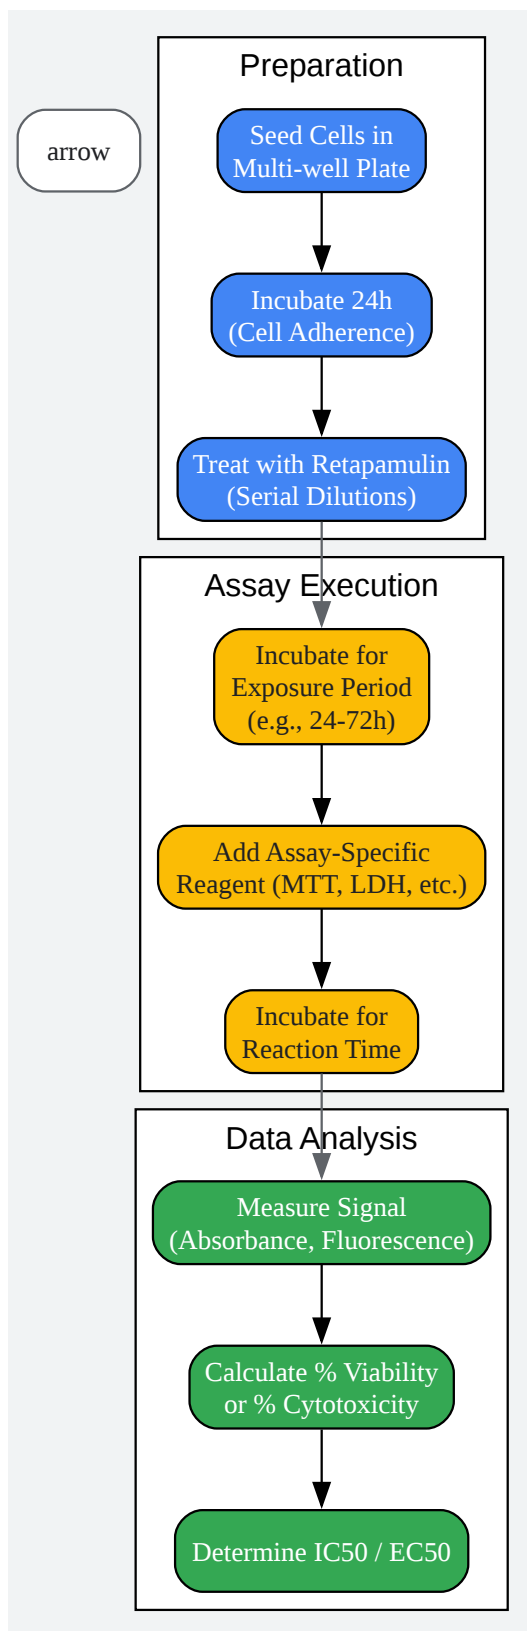 Preparation
arrow
Seed Cells in
Multi-well Plate
Incubate 24h
(Cell Adherence)
Treat with Retapamulin
(Serial Dilutions)
Assay Execution
Incubate for
Exposure Period
(e.g., 24-72h)
Add Assay-Specific
Reagent (MTT, LDH, etc.)
Incubate for
Reaction Time
Data Analysis
Measure Signal
(Absorbance, Fluorescence)
Calculate % Viability
or % Cytotoxicity
Determine IC50 / EC50